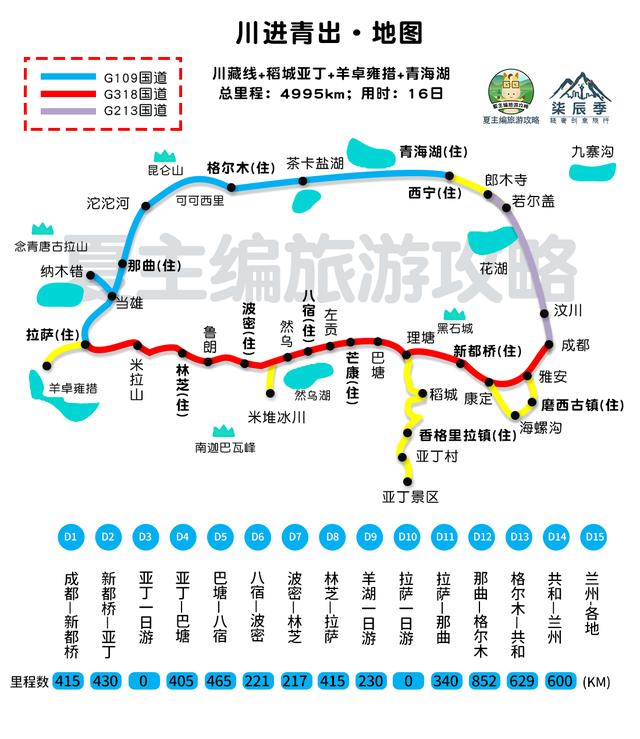 川进青出·地图
川藏线+稻城亚丁+羊卓雍措+青海湖
总里程：4995km；用时：16日
G109国道
G318国道
G213国道
夏主编旅游攻略
柒辰季
轻奢创意旅行
夏主编旅游攻略
昆仑山
格尔木(住)
茶卡盐湖
青海湖(住)
九寨沟
沱沱河
可可西里
西宁(住)
郎木寺
若尔盖
念青唐古拉山
纳木错
那曲(住)
花湖
当雄
汶川
拉萨(住)
米拉山
林芝(住)
鲁朗
波密(住)
然乌
八宿(住)
左贡
芒康(住)
巴塘
理塘
黑石城
新都桥(住)
成都
雅安
康定
磨西古镇(住)
海螺沟
羊卓雍措
然乌湖
米堆冰川
稻城
香格里拉镇(住)
南迦巴瓦峰
亚丁村
亚丁景区
D1 D2 D3 D4 D5 D6 D7 D8 D9 D10 D11 D12 D13 D14 D15
成都—新都桥
新都桥—亚丁
亚丁一日游
亚丁—巴塘
巴塘—八宿
八宿—波密
波密—林芝
林芝—拉萨
羊湖一日游
拉萨一日游
拉萨—那曲
那曲—格尔木
格尔木—共和
共和—兰州
兰州-各地
里程数 415 430 0 405 465 221 217 415 230 0 340 852 629 600 (KM)